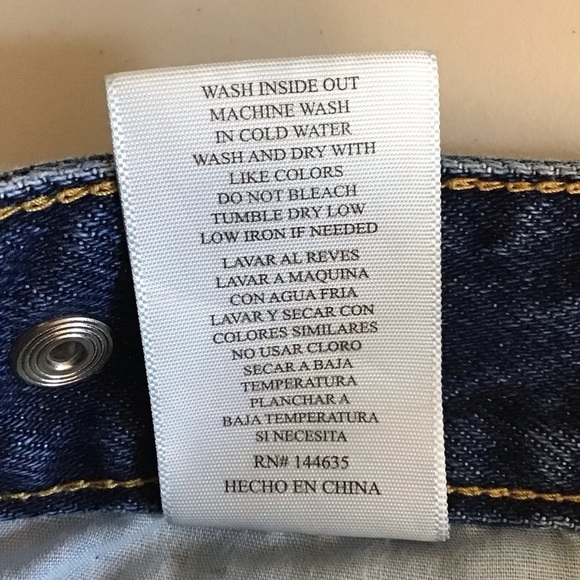 WASH INSIDE OUT
MACHINE WASH
IN COLD WATER
WASH AND DRY WITH
LIKE COLORS
DO NOT BLEACH
TUMBLE DRY LOW
LOW IRON IF NEEDED
LAVAR AL REVES
LAVAR A MAQUINA
CON AGUA FRIA
LAVAR Y SECAR CON
COLORES SIMILARES
NO USAR CLORO
SECAR A BAJA
TEMPERATURA
PLANCHAR A
BAJA TEMPERATURA
SI NECESITA
RN# 144635
HECHO EN CHINA